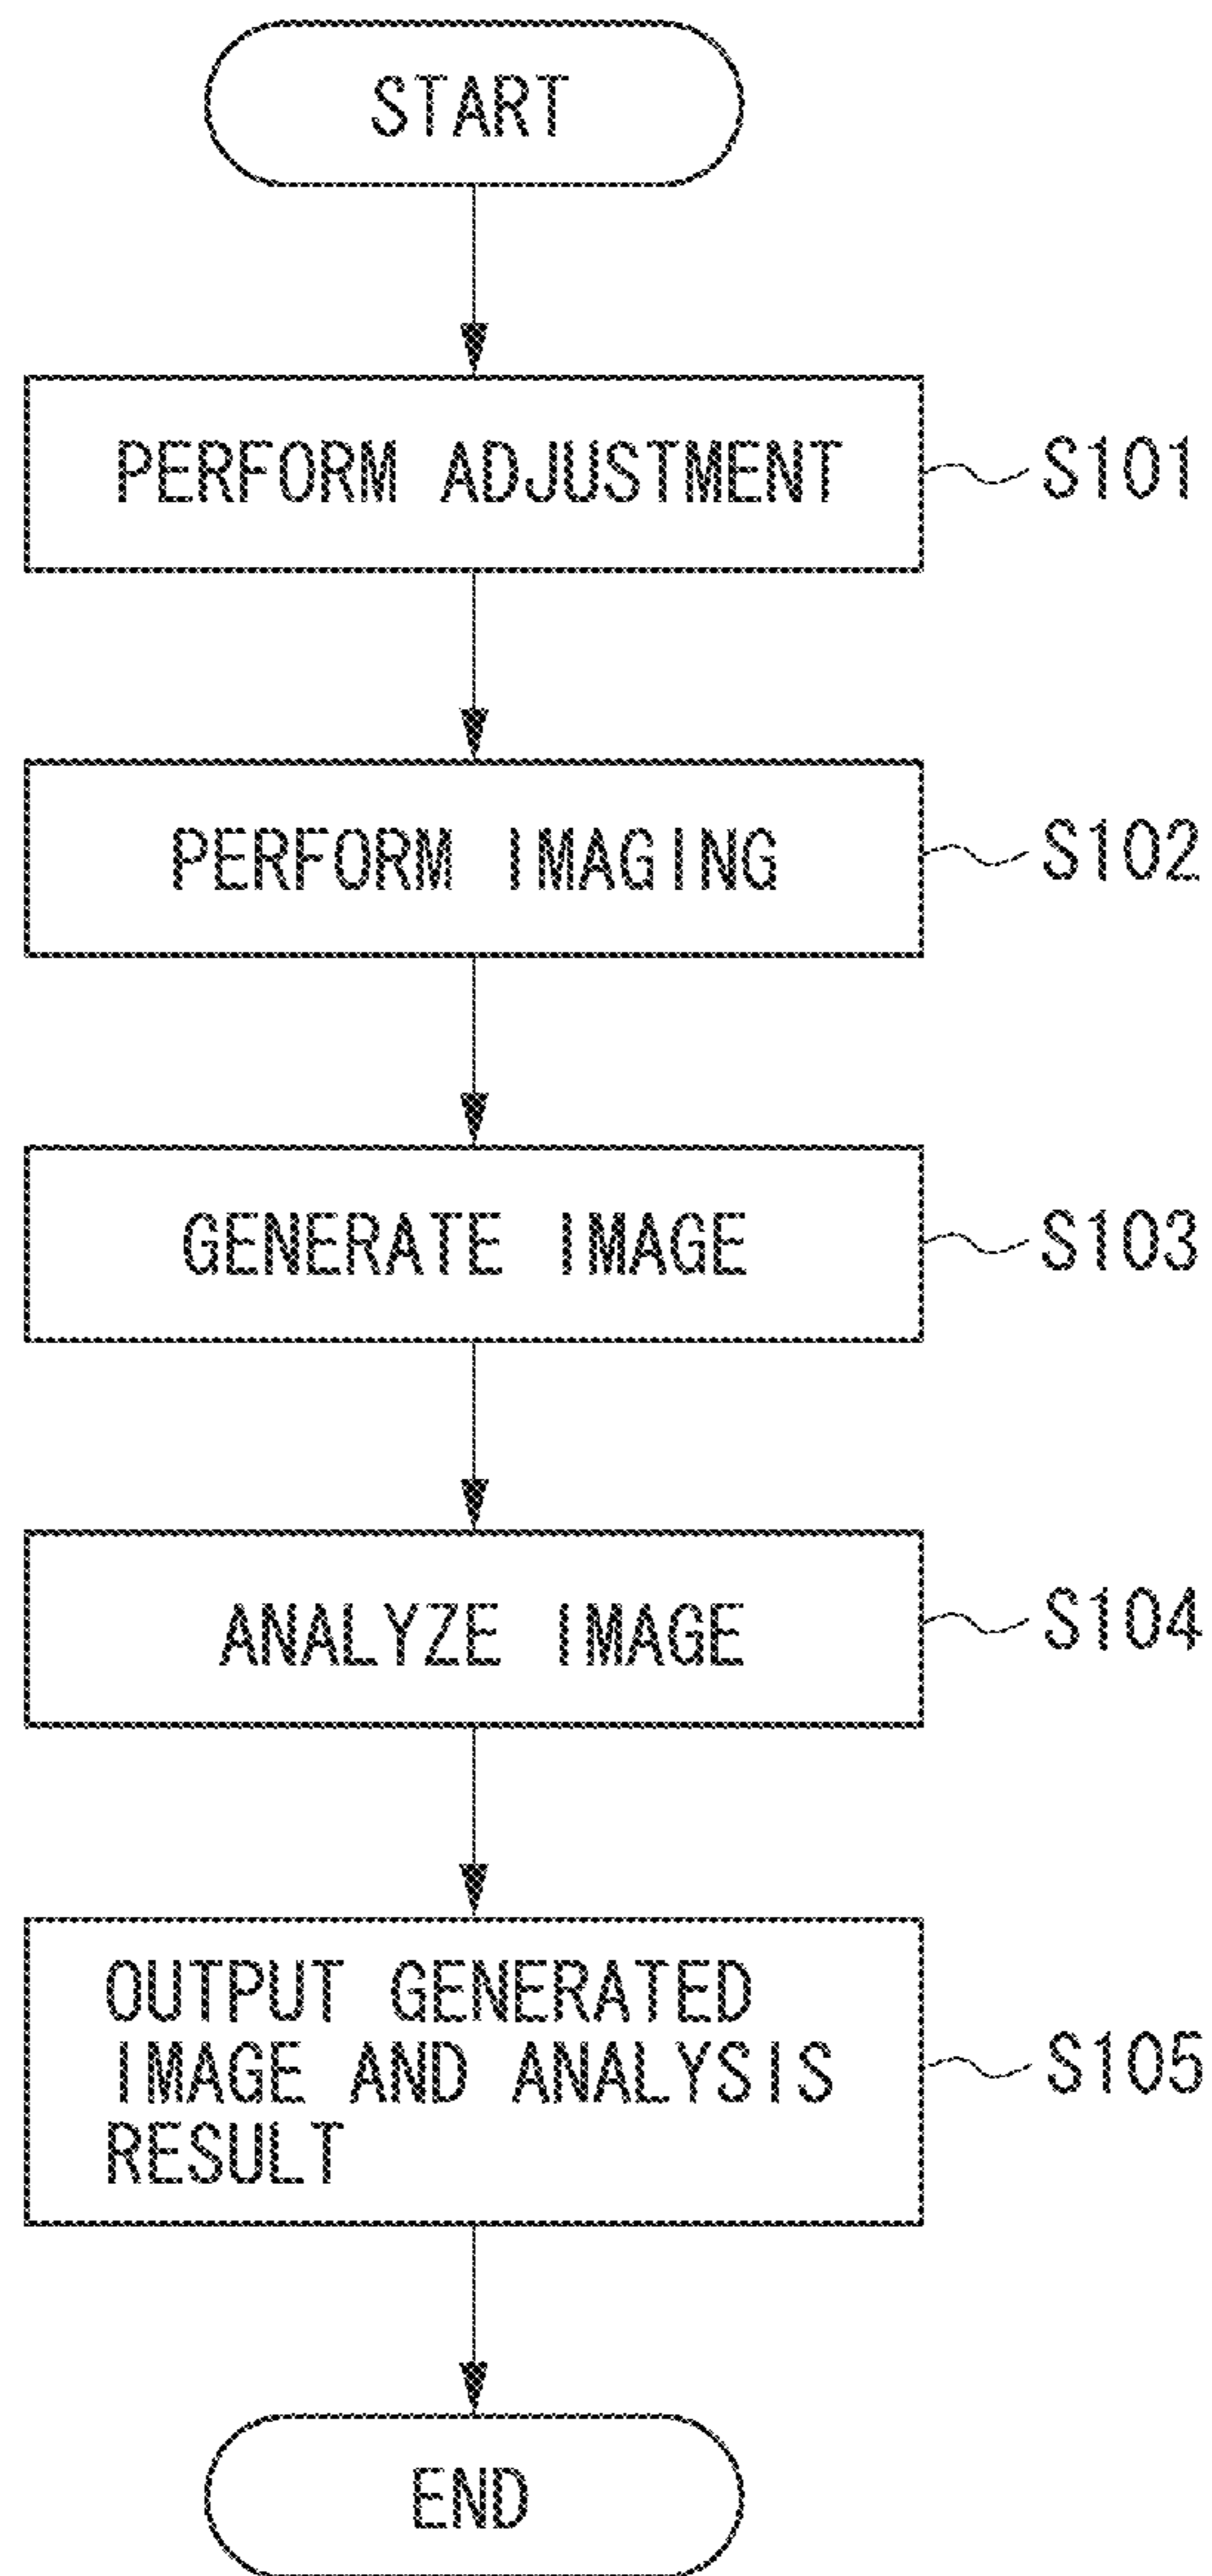 START
PERFORM ADJUSTMENT
S101
PERFORM IMAGING
S102
GENERATE IMAGE
S103
ANALYZE IMAGE
S104
OUTPUT GENERATED
IMAGE AND ANALYSIS
RESULT
S105
END